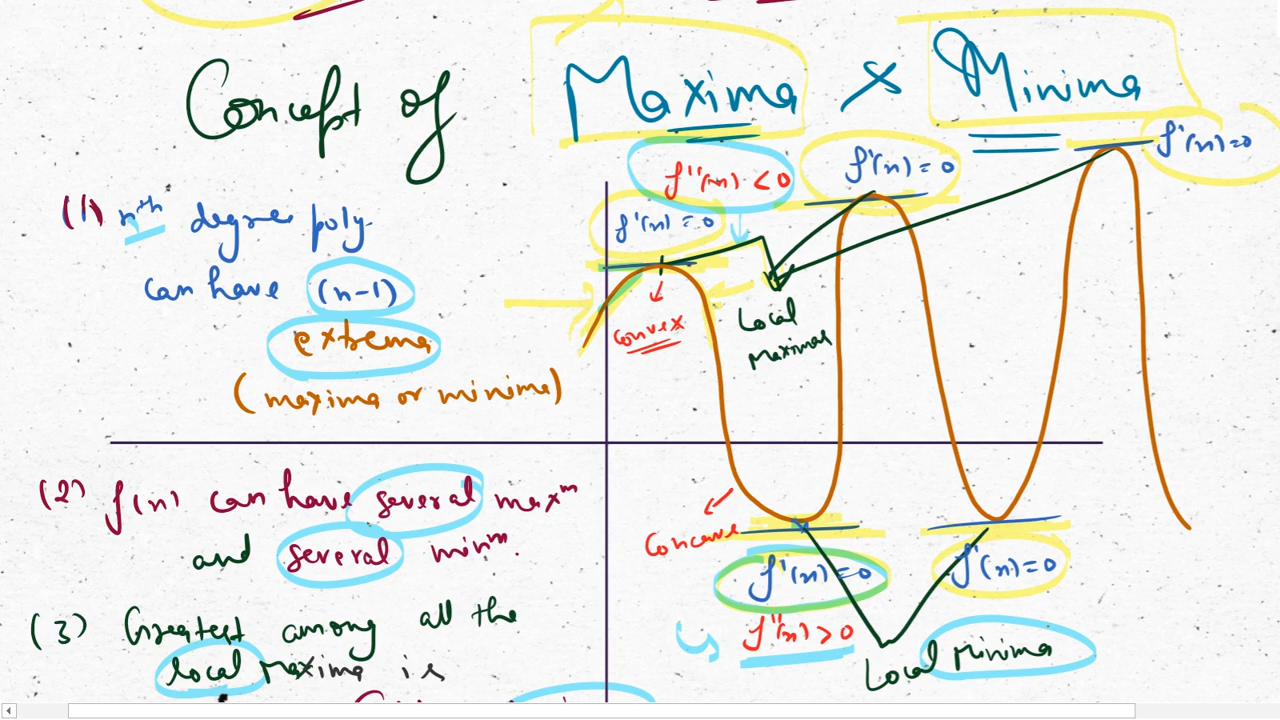 Concept of Maxima & Minima
f'(x)=0
f''(x) < 0
f'(x) = 0
f'(x) = 0
(1) nth degree poly.
can have (n-1)
extrema
(maxima or minima)
convex
Local
Maximas
(2) f(x) can have several maxm
and several minm.
Concave
f'(x)=0
f'(x)=0
f''(x) > 0
Local Minima
(3) Greatest among all the
local maxima is